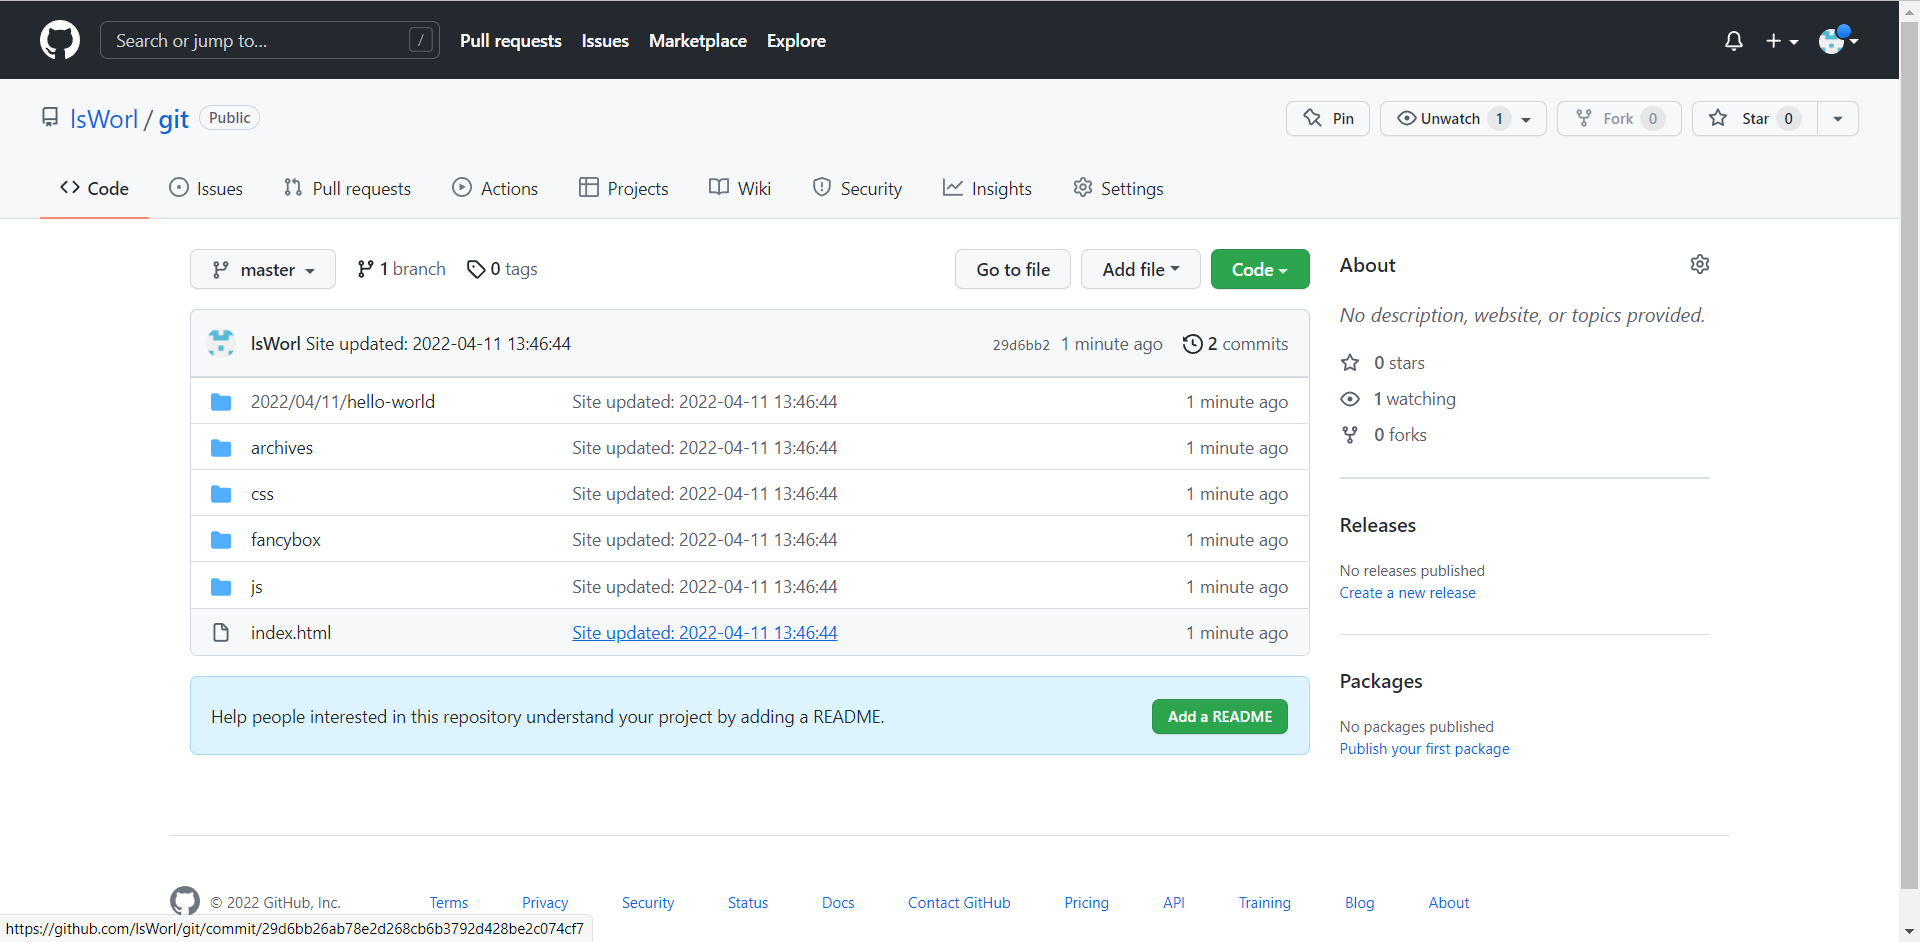 Search or jump to... /
Pull requests Issues Marketplace Explore
lsWorl / git Public
Pin Unwatch 1 Fork 0 Star 0
Code Issues Pull requests Actions Projects Wiki Security Insights Settings
master 1 branch 0 tags Go to file Add file Code
lsWorl Site updated: 2022-04-11 13:46:44 29d6bb2 1 minute ago 2 commits
2022/04/11/hello-world Site updated: 2022-04-11 13:46:44 1 minute ago
archives Site updated: 2022-04-11 13:46:44 1 minute ago
css Site updated: 2022-04-11 13:46:44 1 minute ago
fancybox Site updated: 2022-04-11 13:46:44 1 minute ago
js Site updated: 2022-04-11 13:46:44 1 minute ago
index.html Site updated: 2022-04-11 13:46:44 1 minute ago
Help people interested in this repository understand your project by adding a README. Add a README
About
No description, website, or topics provided.
0 stars
1 watching
0 forks
Releases
No releases published
Create a new release
Packages
No packages published
Publish your first package
© 2022 GitHub, Inc. Terms Privacy Security Status Docs Contact GitHub Pricing API Training Blog About
https://github.com/lsWorl/git/commit/29d6bb26ab78e2d268cb6b3792d428be2c074cf7